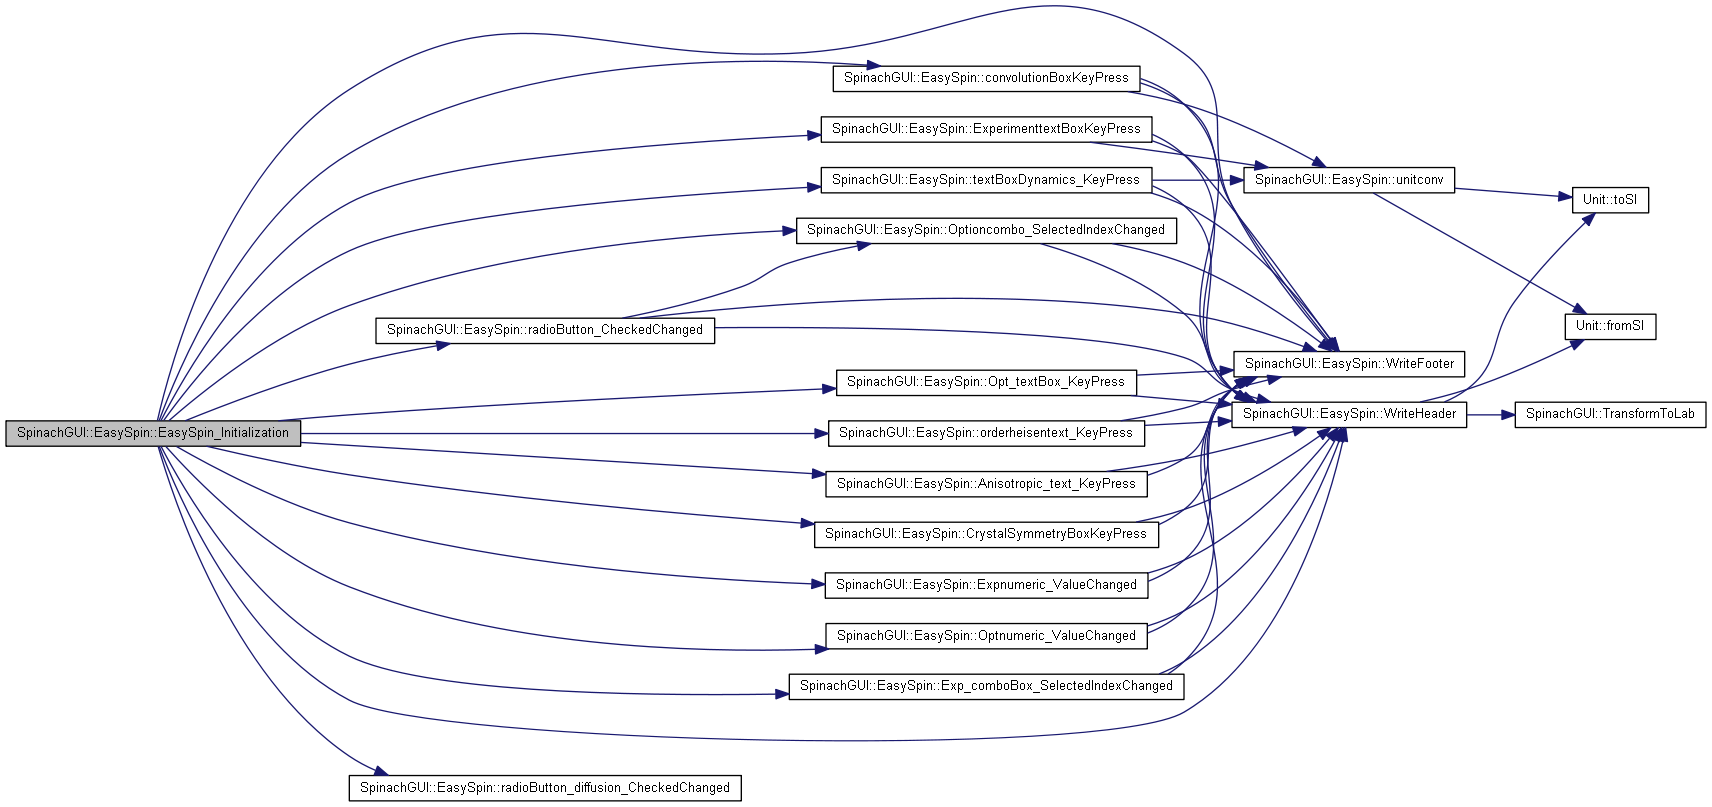 SpinachGUI::EasySpin::convolutionBoxKeyPress
SpinachGUI::EasySpin::ExperimenttextBoxKeyPress
SpinachGUI::EasySpin::textBoxDynamics_KeyPress
SpinachGUI::EasySpin::unitconv
Unit::toSI
SpinachGUI::EasySpin::Optioncombo_SelectedIndexChanged
SpinachGUI::EasySpin::radioButton_CheckedChanged
Unit::fromSI
SpinachGUI::EasySpin::WriteFooter
SpinachGUI::EasySpin::Opt_textBox_KeyPress
SpinachGUI::EasySpin::WriteHeader
SpinachGUI::TransformToLab
SpinachGUI::EasySpin::EasySpin_Initialization
SpinachGUI::EasySpin::orderheisentext_KeyPress
SpinachGUI::EasySpin::Anisotropic_text_KeyPress
SpinachGUI::EasySpin::CrystalSymmetryBoxKeyPress
SpinachGUI::EasySpin::Expnumeric_ValueChanged
SpinachGUI::EasySpin::Optnumeric_ValueChanged
SpinachGUI::EasySpin::Exp_comboBox_SelectedIndexChanged
SpinachGUI::EasySpin::radioButton_diffusion_CheckedChanged